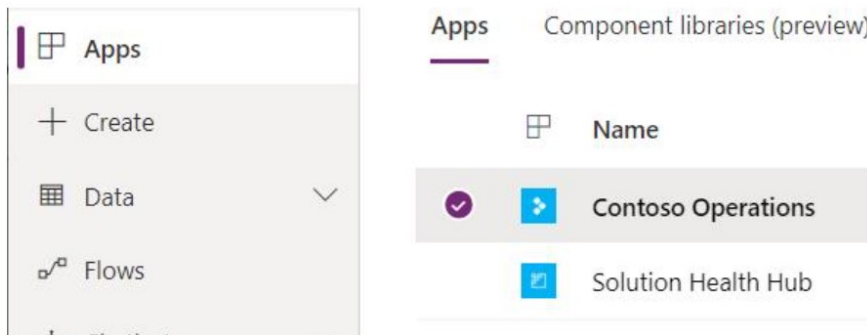 Apps
Create
Data
Flows
Apps Component libraries (preview)
Name
Contoso Operations
Solution Health Hub